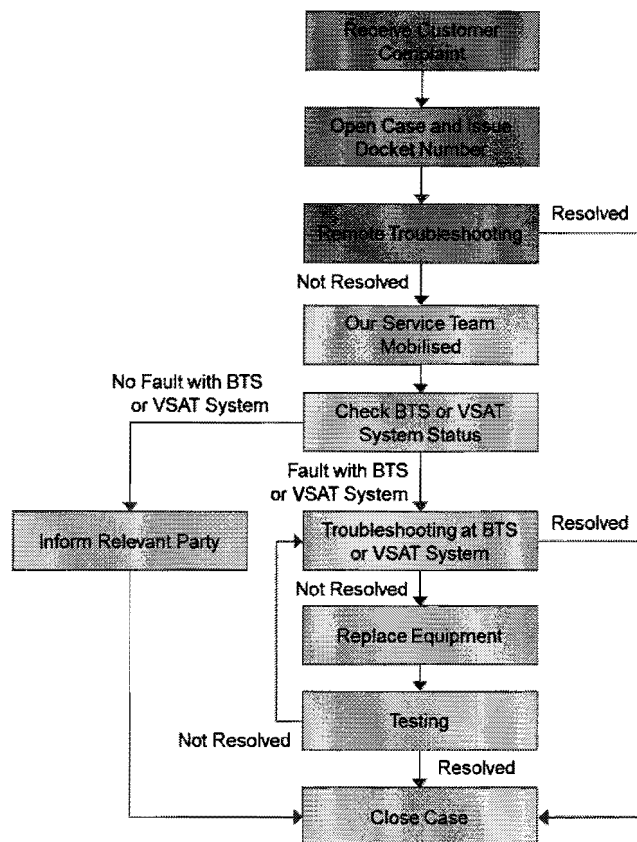 Receive Customer
Complaint
Open Case and Issue
Docket Number
Remote Troubleshooting
Resolved
Not Resolved
Our Service Team
Mobilised
No Fault with BTS
or VSAT System
Check BTS or VSAT
System Status
Fault with BTS
or VSAT System
Inform Relevant Party
Troubleshooting at BTS
or VSAT System
Resolved
Not Resolved
Replace Equipment
Testing
Not Resolved
Resolved
Close Case